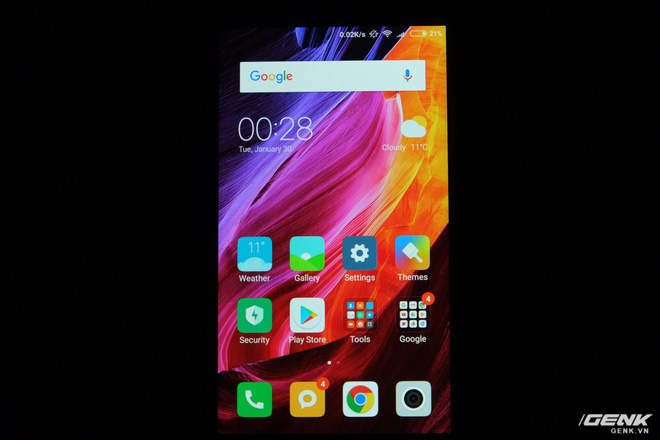 0.02K/s 21%
Google
00:28
Tue, January 30
Cloudy 11°C
11°
Weather Gallery Settings Themes
4
Security Play Store Tools Google
4
GENK
GENK.VN